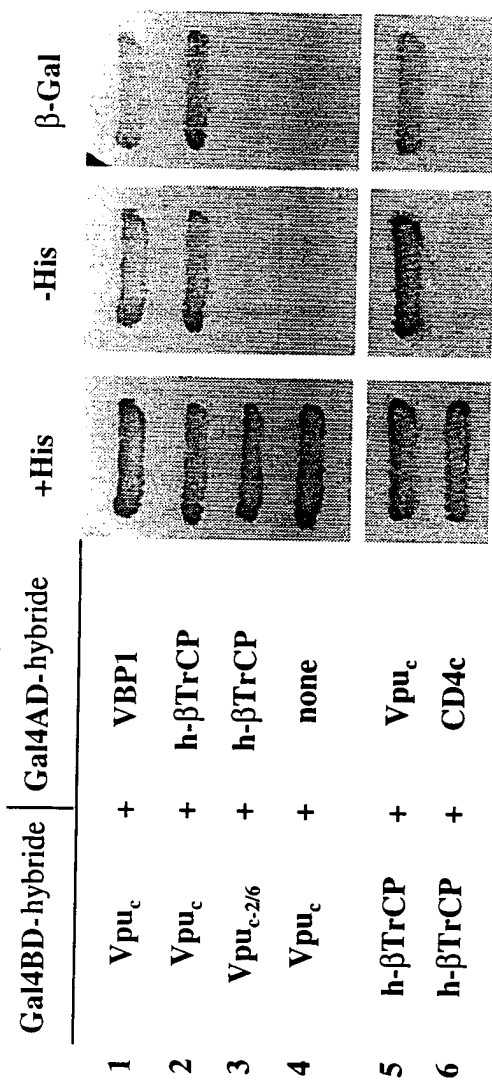 Gal4BD-hybride Gal4AD-hybride +His -His β-Gal
1 Vpuc + VBP1
2 Vpuc + h-βTrCP
3 Vpuc-2/6 + h-βTrCP
4 Vpuc + none
5 h-βTrCP + Vpuc
6 h-βTrCP + CD4c